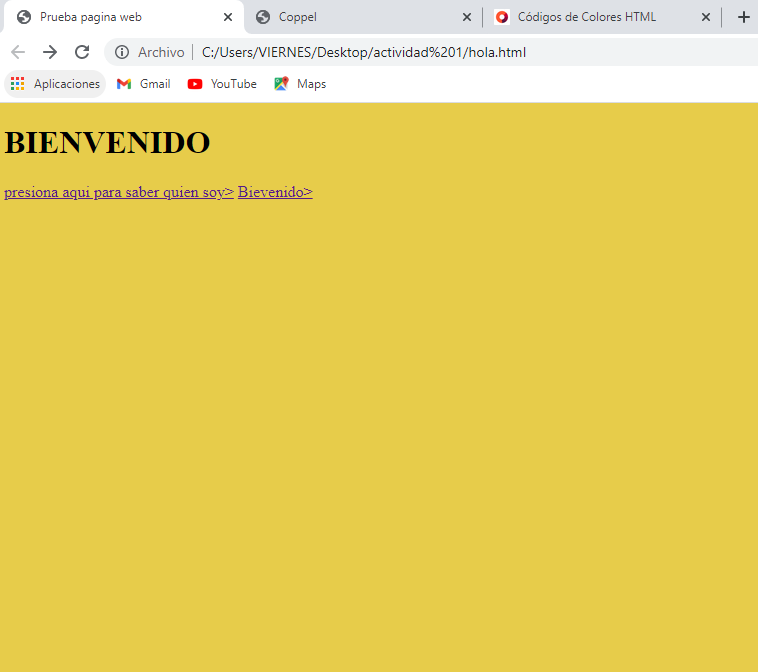 Prueba pagina web
Coppel
Códigos de Colores HTML
Archivo C:/Users/VIERNES/Desktop/actividad%201/hola.html
Aplicaciones Gmail YouTube Maps
BIENVENIDO
presiona aqui para saber quien soy> Bievenido>